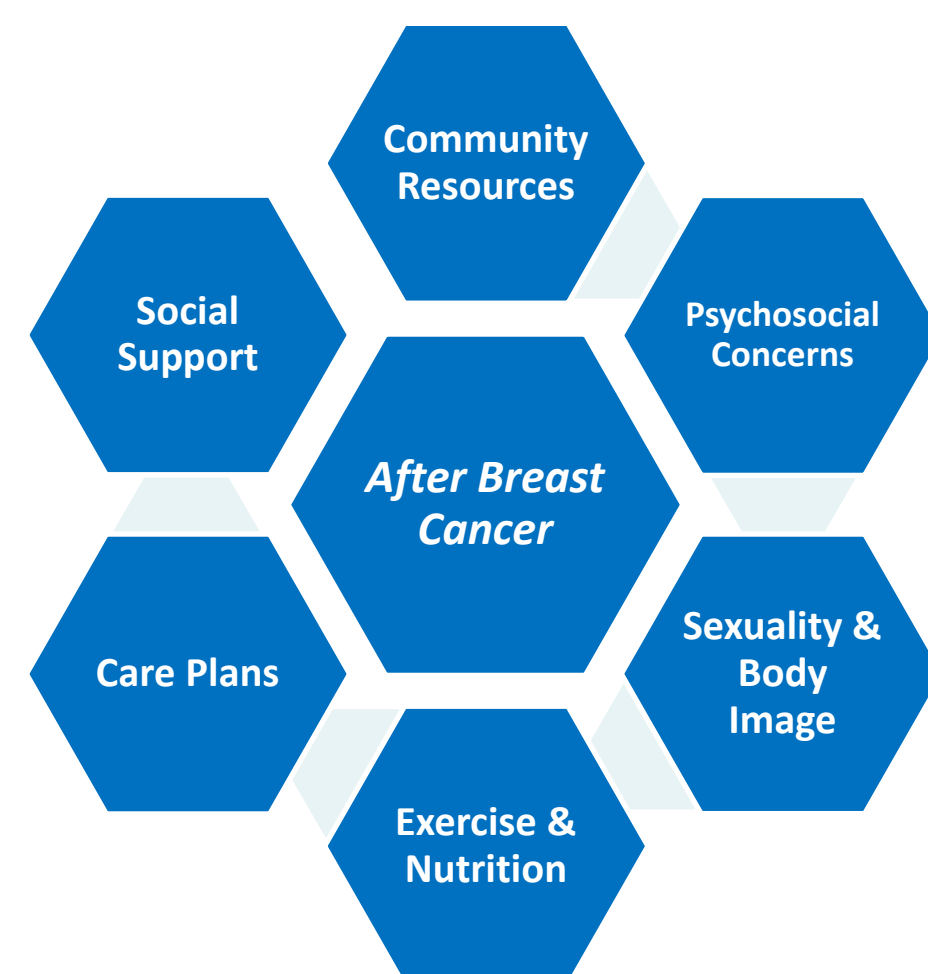 Community
Resources
Psychosocial
Concerns
Sexuality &
Body
Image
Exercise &
Nutrition
Care Plans
Social
Support
After Breast
Cancer